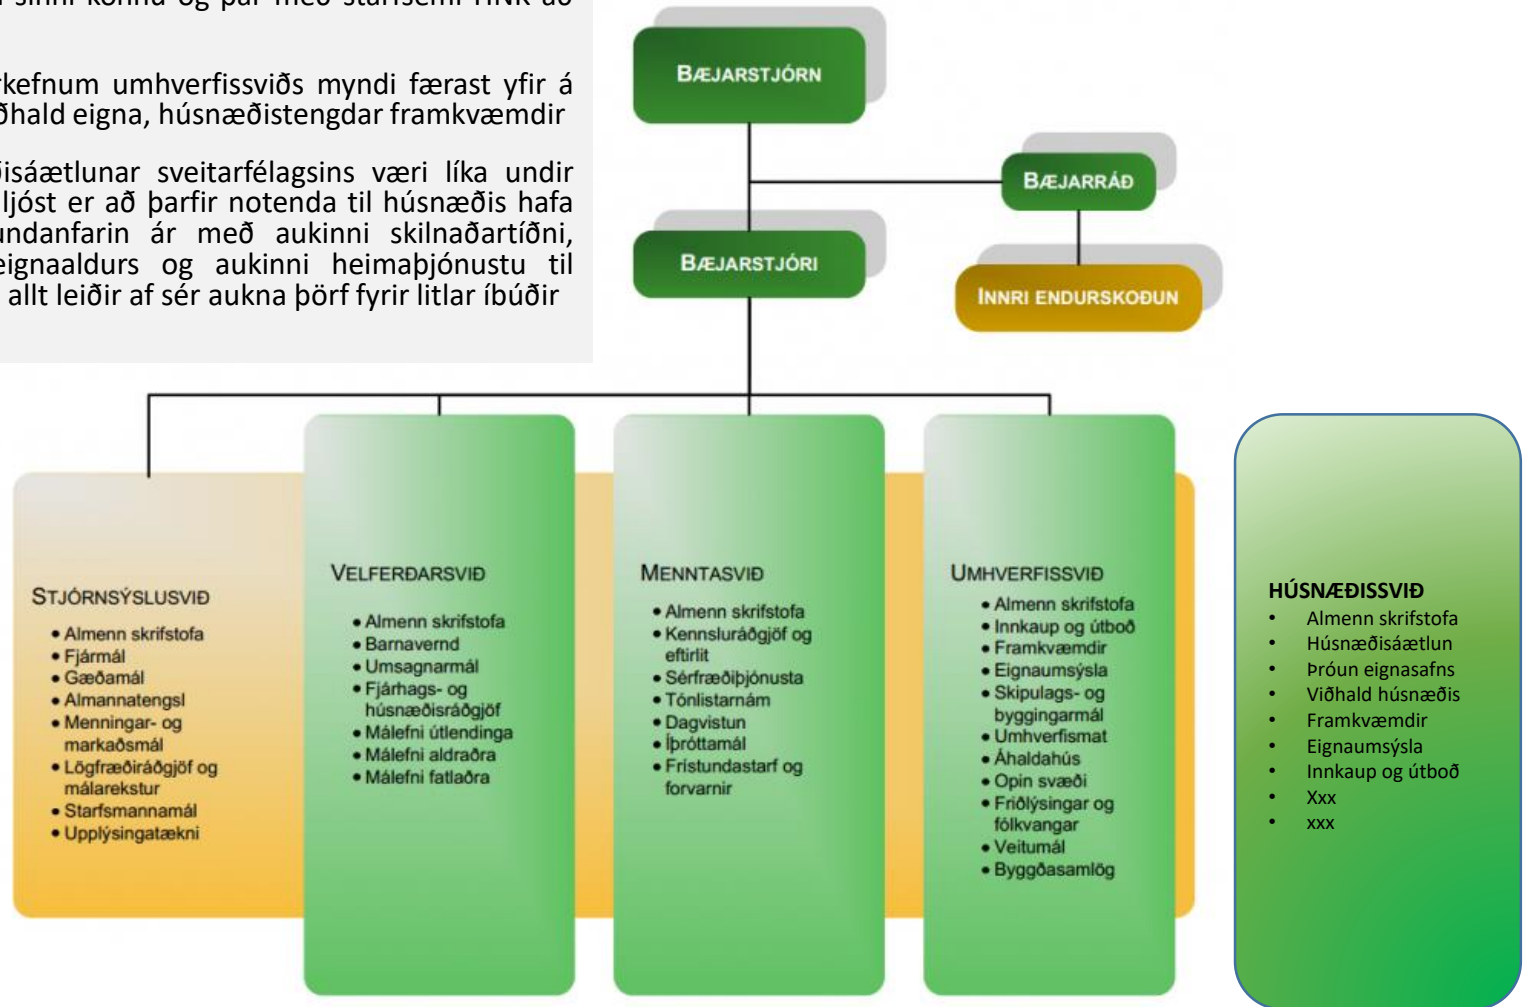 sinni könnu og þar með starfsemi HNR að
rkefnum umhverfissviðs myndi færast yfir á
ðhald eigna, húsnæðistengdar framkvæmdir
isáætlunar sveitarfélagsins væri líka undir
ljóst er að þarfir notenda til húsnæðis hafa
undanfarin ár með aukinni skilnaðartíðni,
eignaaldurs og aukinni heimaþjónustu til
allt leiðir af sér aukna þörf fyrir litlar íbúðir
BÆJARSTJÓRN
BÆJARRÁÐ
BÆJARSTJÓRI
INNRI ENDURSKOÐUN
STJÓRNSÝSLUSVIÐ
• Almenn skrifstofa
• Fjármál
• Gæðamál
• Almannatengsl
• Menningar- og
markaðsmál
• Lögfræðiráðgjöf og
málarekstur
• Starfsmannamál
• Upplýsingatækni
VELFERÐARSVIÐ
• Almenn skrifstofa
• Barnavernd
• Umsagnarmál
• Fjárhags- og
húsnæðisráðgjöf
• Málefni útlendinga
• Málefni aldraðra
• Málefni fatlaðra
MENNTASVIÐ
• Almenn skrifstofa
• Kennsluráðgjöf og
eftirlit
• Sérfræðiþjónusta
• Tónlistarnám
• Dagvistun
• Íþróttamál
• Frístundastarf og
forvarnir
UMHVERFISSVIÐ
• Almenn skrifstofa
• Innkaup og útboð
• Framkvæmdir
• Eignaumsýsla
• Skipulags- og
byggingarmál
• Umhverfismat
• Áhaldahús
• Opin svæði
• Friðlýsingar og
fólkvangar
• Veitumál
• Byggðasamlög
HÚSNÆÐISSVIÐ
• Almenn skrifstofa
• Húsnæðisáætlun
• Þróun eignasafns
• Viðhald húsnæðis
• Framkvæmdir
• Eignaumsýsla
• Innkaup og útboð
• Xxx
• xxx